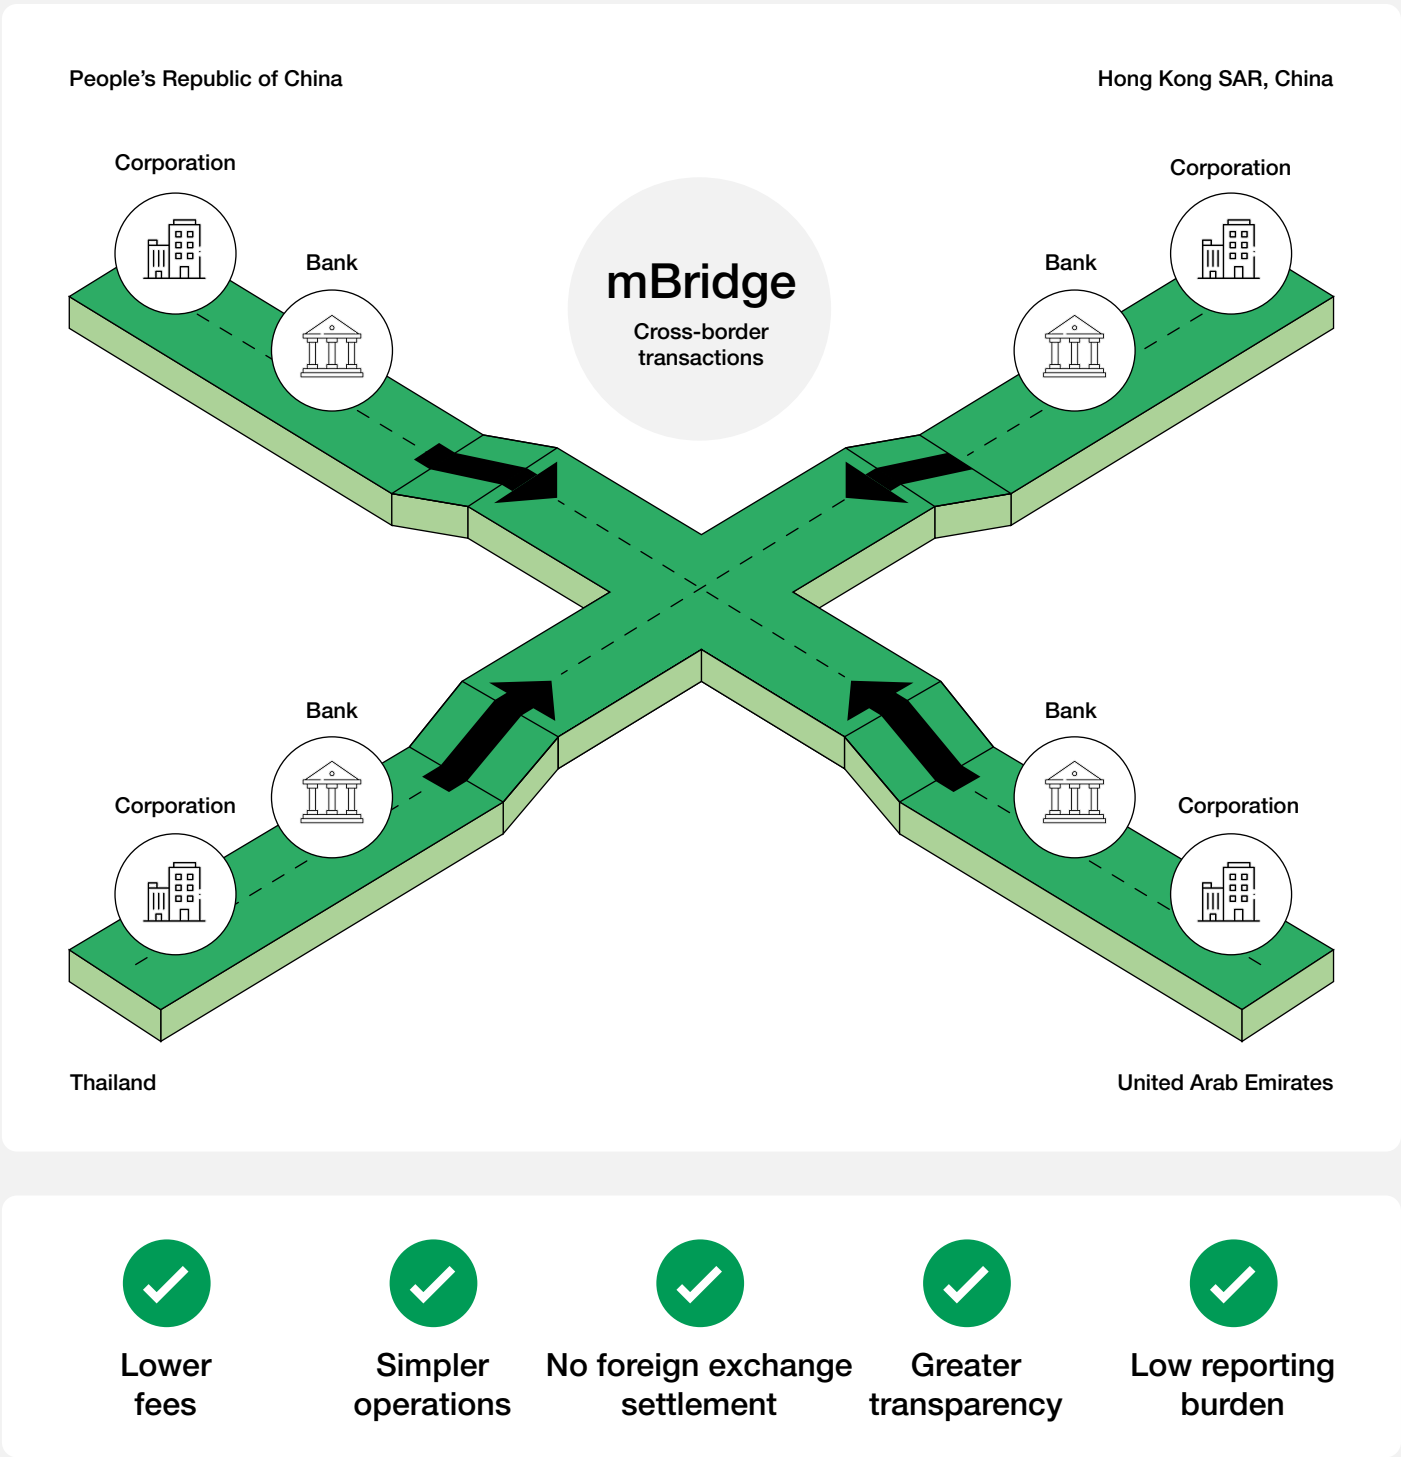 People’s Republic of China
Hong Kong SAR, China
Corporation
Corporation
Bank
Bank
mBridge
Cross-border
transactions
Bank
Bank
Corporation
Corporation
Thailand
United Arab Emirates
Lower
fees
Simpler
operations
No foreign exchange
settlement
Greater
transparency
Low reporting
burden